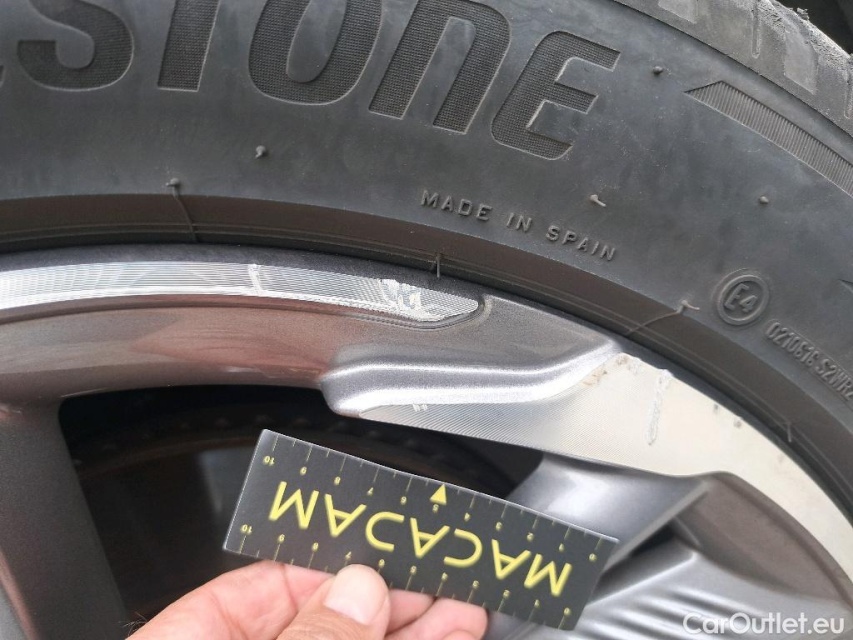 STONE
MADE IN SPAIN
E4
MACADAM
CarOutlet.eu